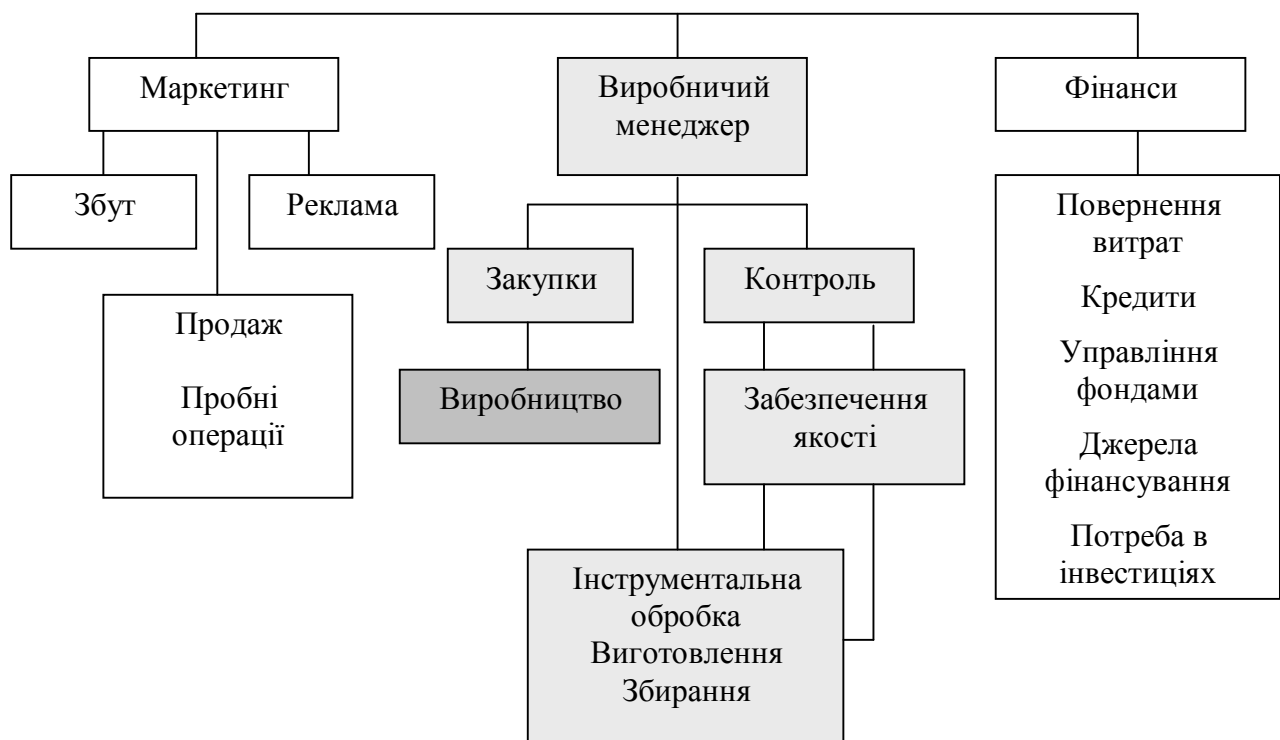 Маркетинг
Виробничий
менеджер
Фінанси
Збут
Реклама
Продаж
Пробні
операції
Закупки
Контроль
Виробництво
Забезпечення
якості
Інструментальна
обробка
Виготовлення
Збирання
Повернення
витрат
Кредити
Управління
фондами
Джерела
фінансування
Потреба в
інвестиціях